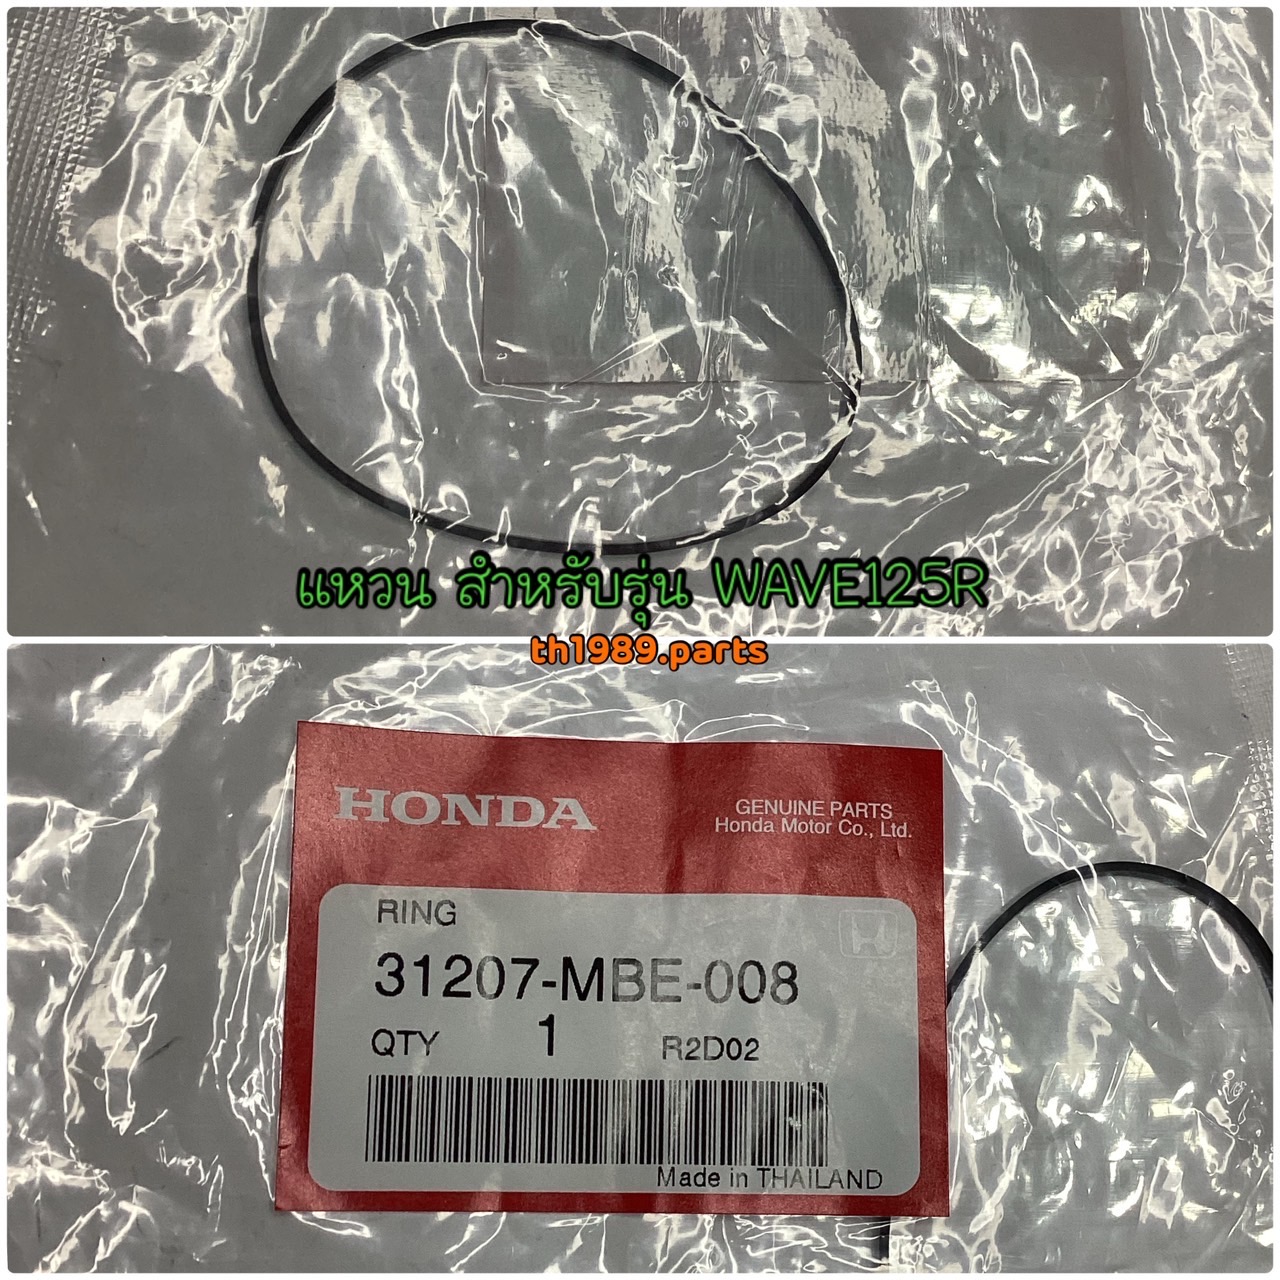 แหวน สำหรับรุ่น WAVE125R
th1989.parts
HONDA
GENUINE PARTS
Honda Motor Co., Ltd.
RING
31207-MBE-008
QTY 1 R2D02
Made in THAILAND